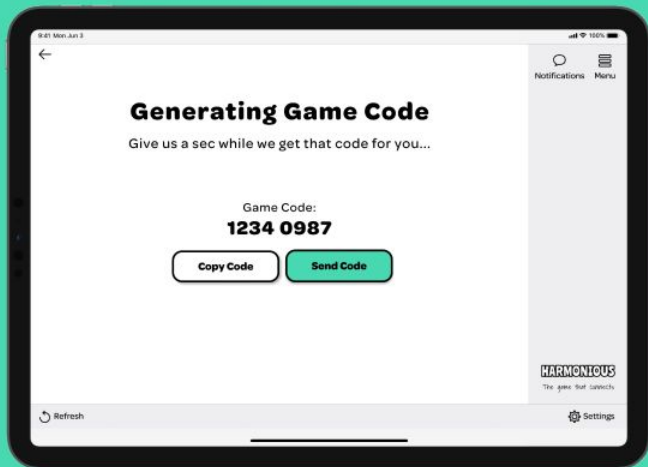 9:41 Mon Jun 3
100%
Notifications Menu
Generating Game Code
Give us a sec while we get that code for you...
Game Code:
1234 0987
Copy Code Send Code
HARMONIOUS
The game that connects
Refresh Settings